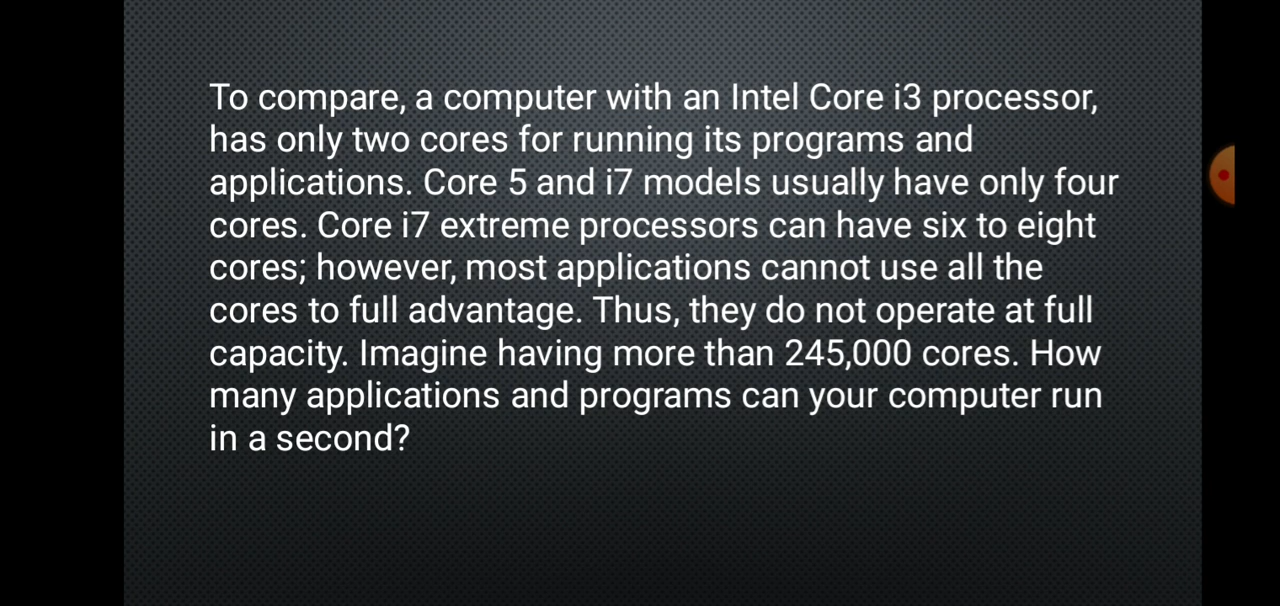 To compare, a computer with an Intel Core i3 processor,
has only two cores for running its programs and
applications. Core 5 and i7 models usually have only four
cores. Core i7 extreme processors can have six to eight
cores; however, most applications cannot use all the
cores to full advantage. Thus, they do not operate at full
capacity. Imagine having more than 245,000 cores. How
many applications and programs can your computer run
in a second?